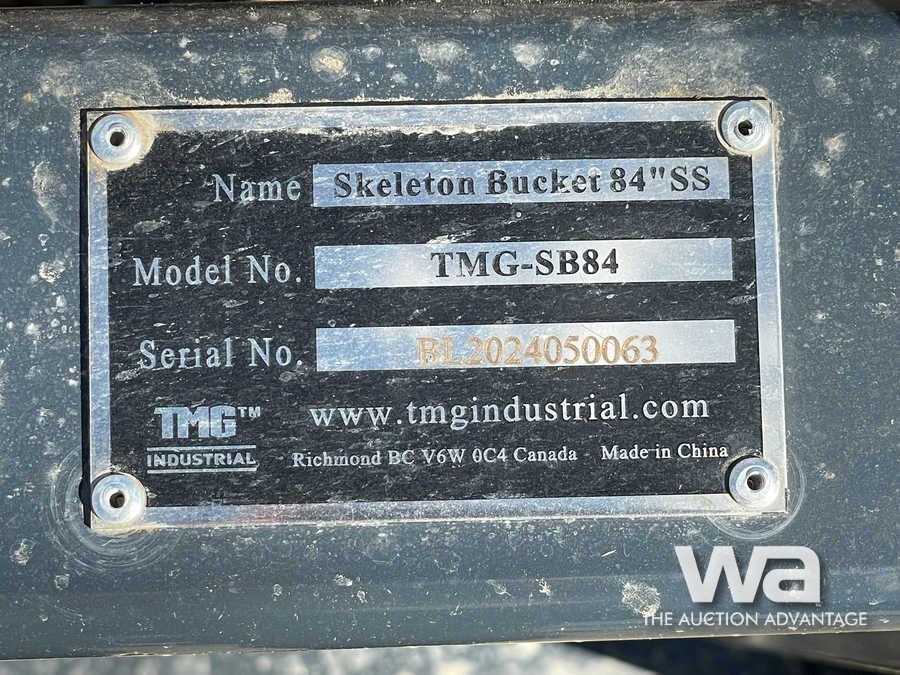 Name Skeleton Bucket 84"SS
Model No. TMG-SB84
Serial No. BL2024050063
TMG™ www.tmgindustrial.com
INDUSTRIAL Richmond BC V6W 0C4 Canada Made in China
wa
THE AUCTION ADVANTAGE